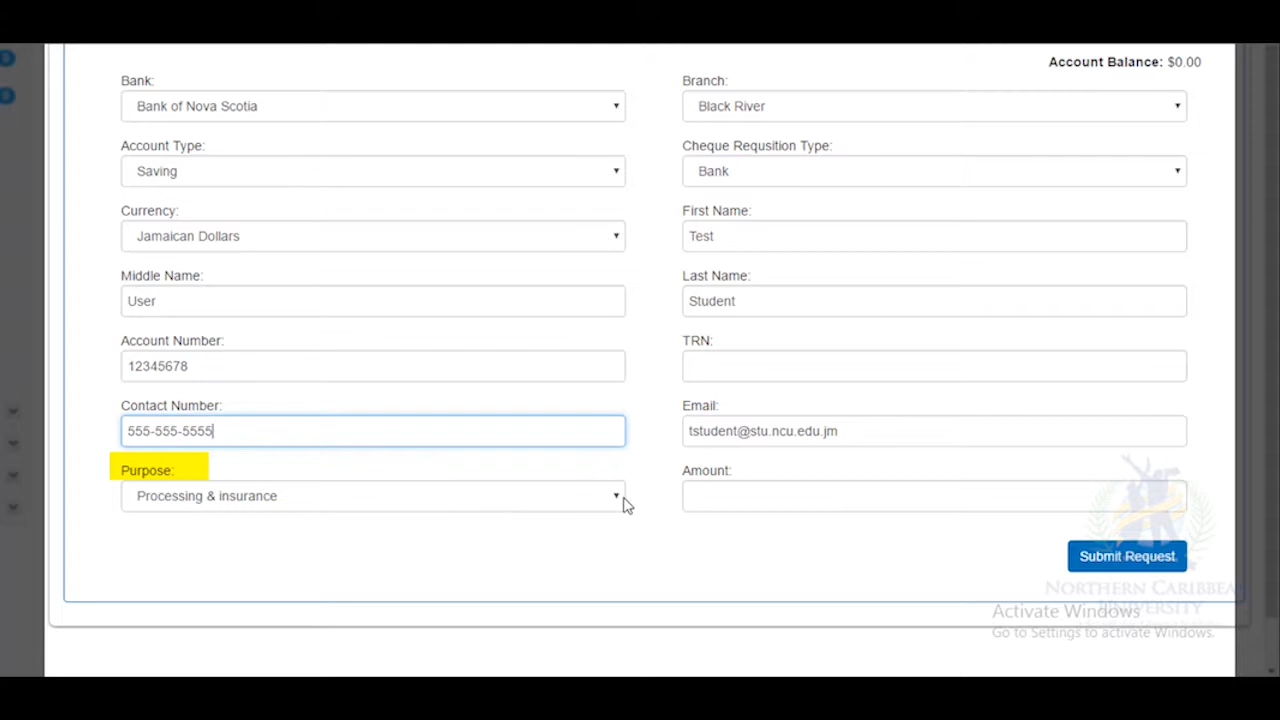 Account Balance: $0.00
Bank:
Branch:
Bank of Nova Scotia
Black River
Account Type:
Cheque Requsition Type:
Saving
Bank
Currency:
First Name:
Jamaican Dollars
Test
Middle Name:
Last Name:
User
Student
Account Number:
TRN:
12345678
Contact Number:
Email:
555-555-5555
tstudent@stu.ncu.edu.jm
Purpose:
Amount:
Processing & insurance
Submit Request
NORTHERN CARIBBEAN
UNIVERSITY
Activate Windows
Go to Settings to activate Windows.